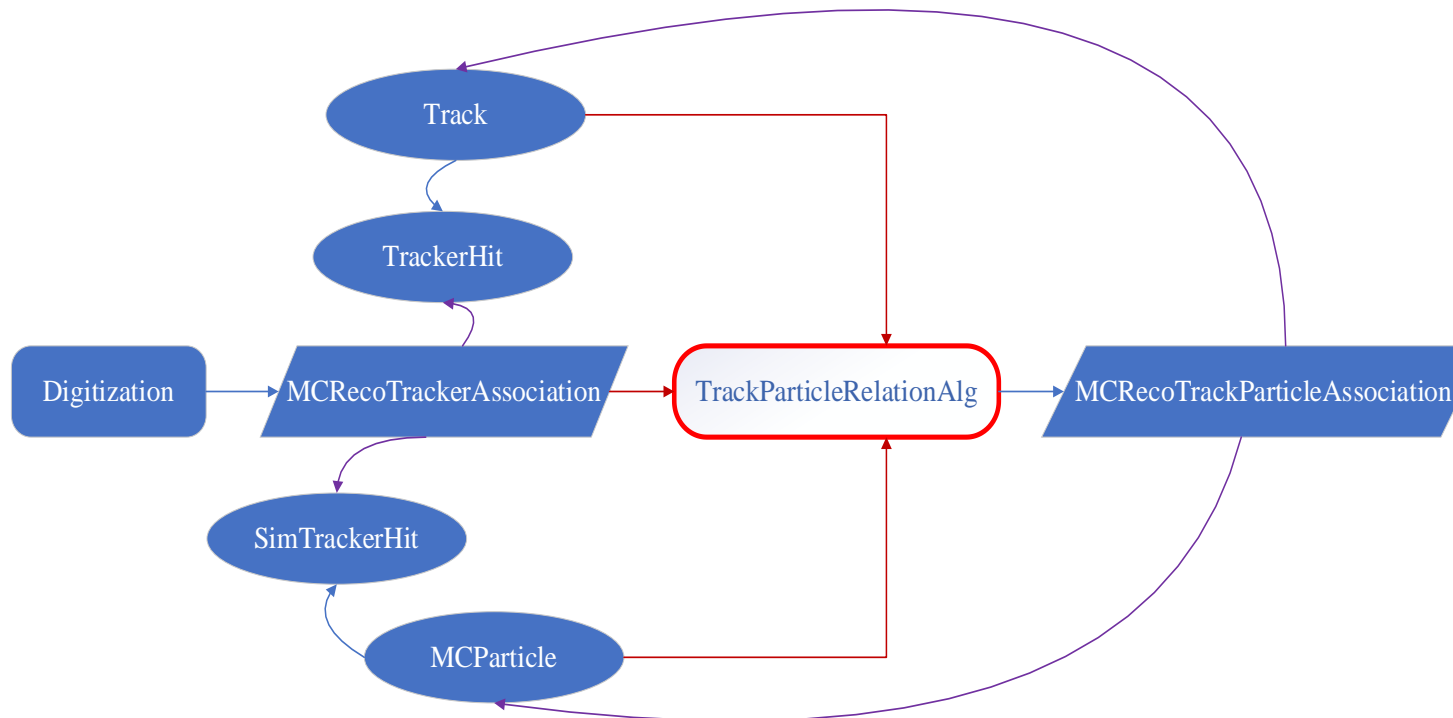 Track
TrackerHit
Digitization
MCRecoTrackerAssociation
TrackParticleRelationAlg
MCRecoTrackParticleAssociation
SimTrackerHit
MCParticle